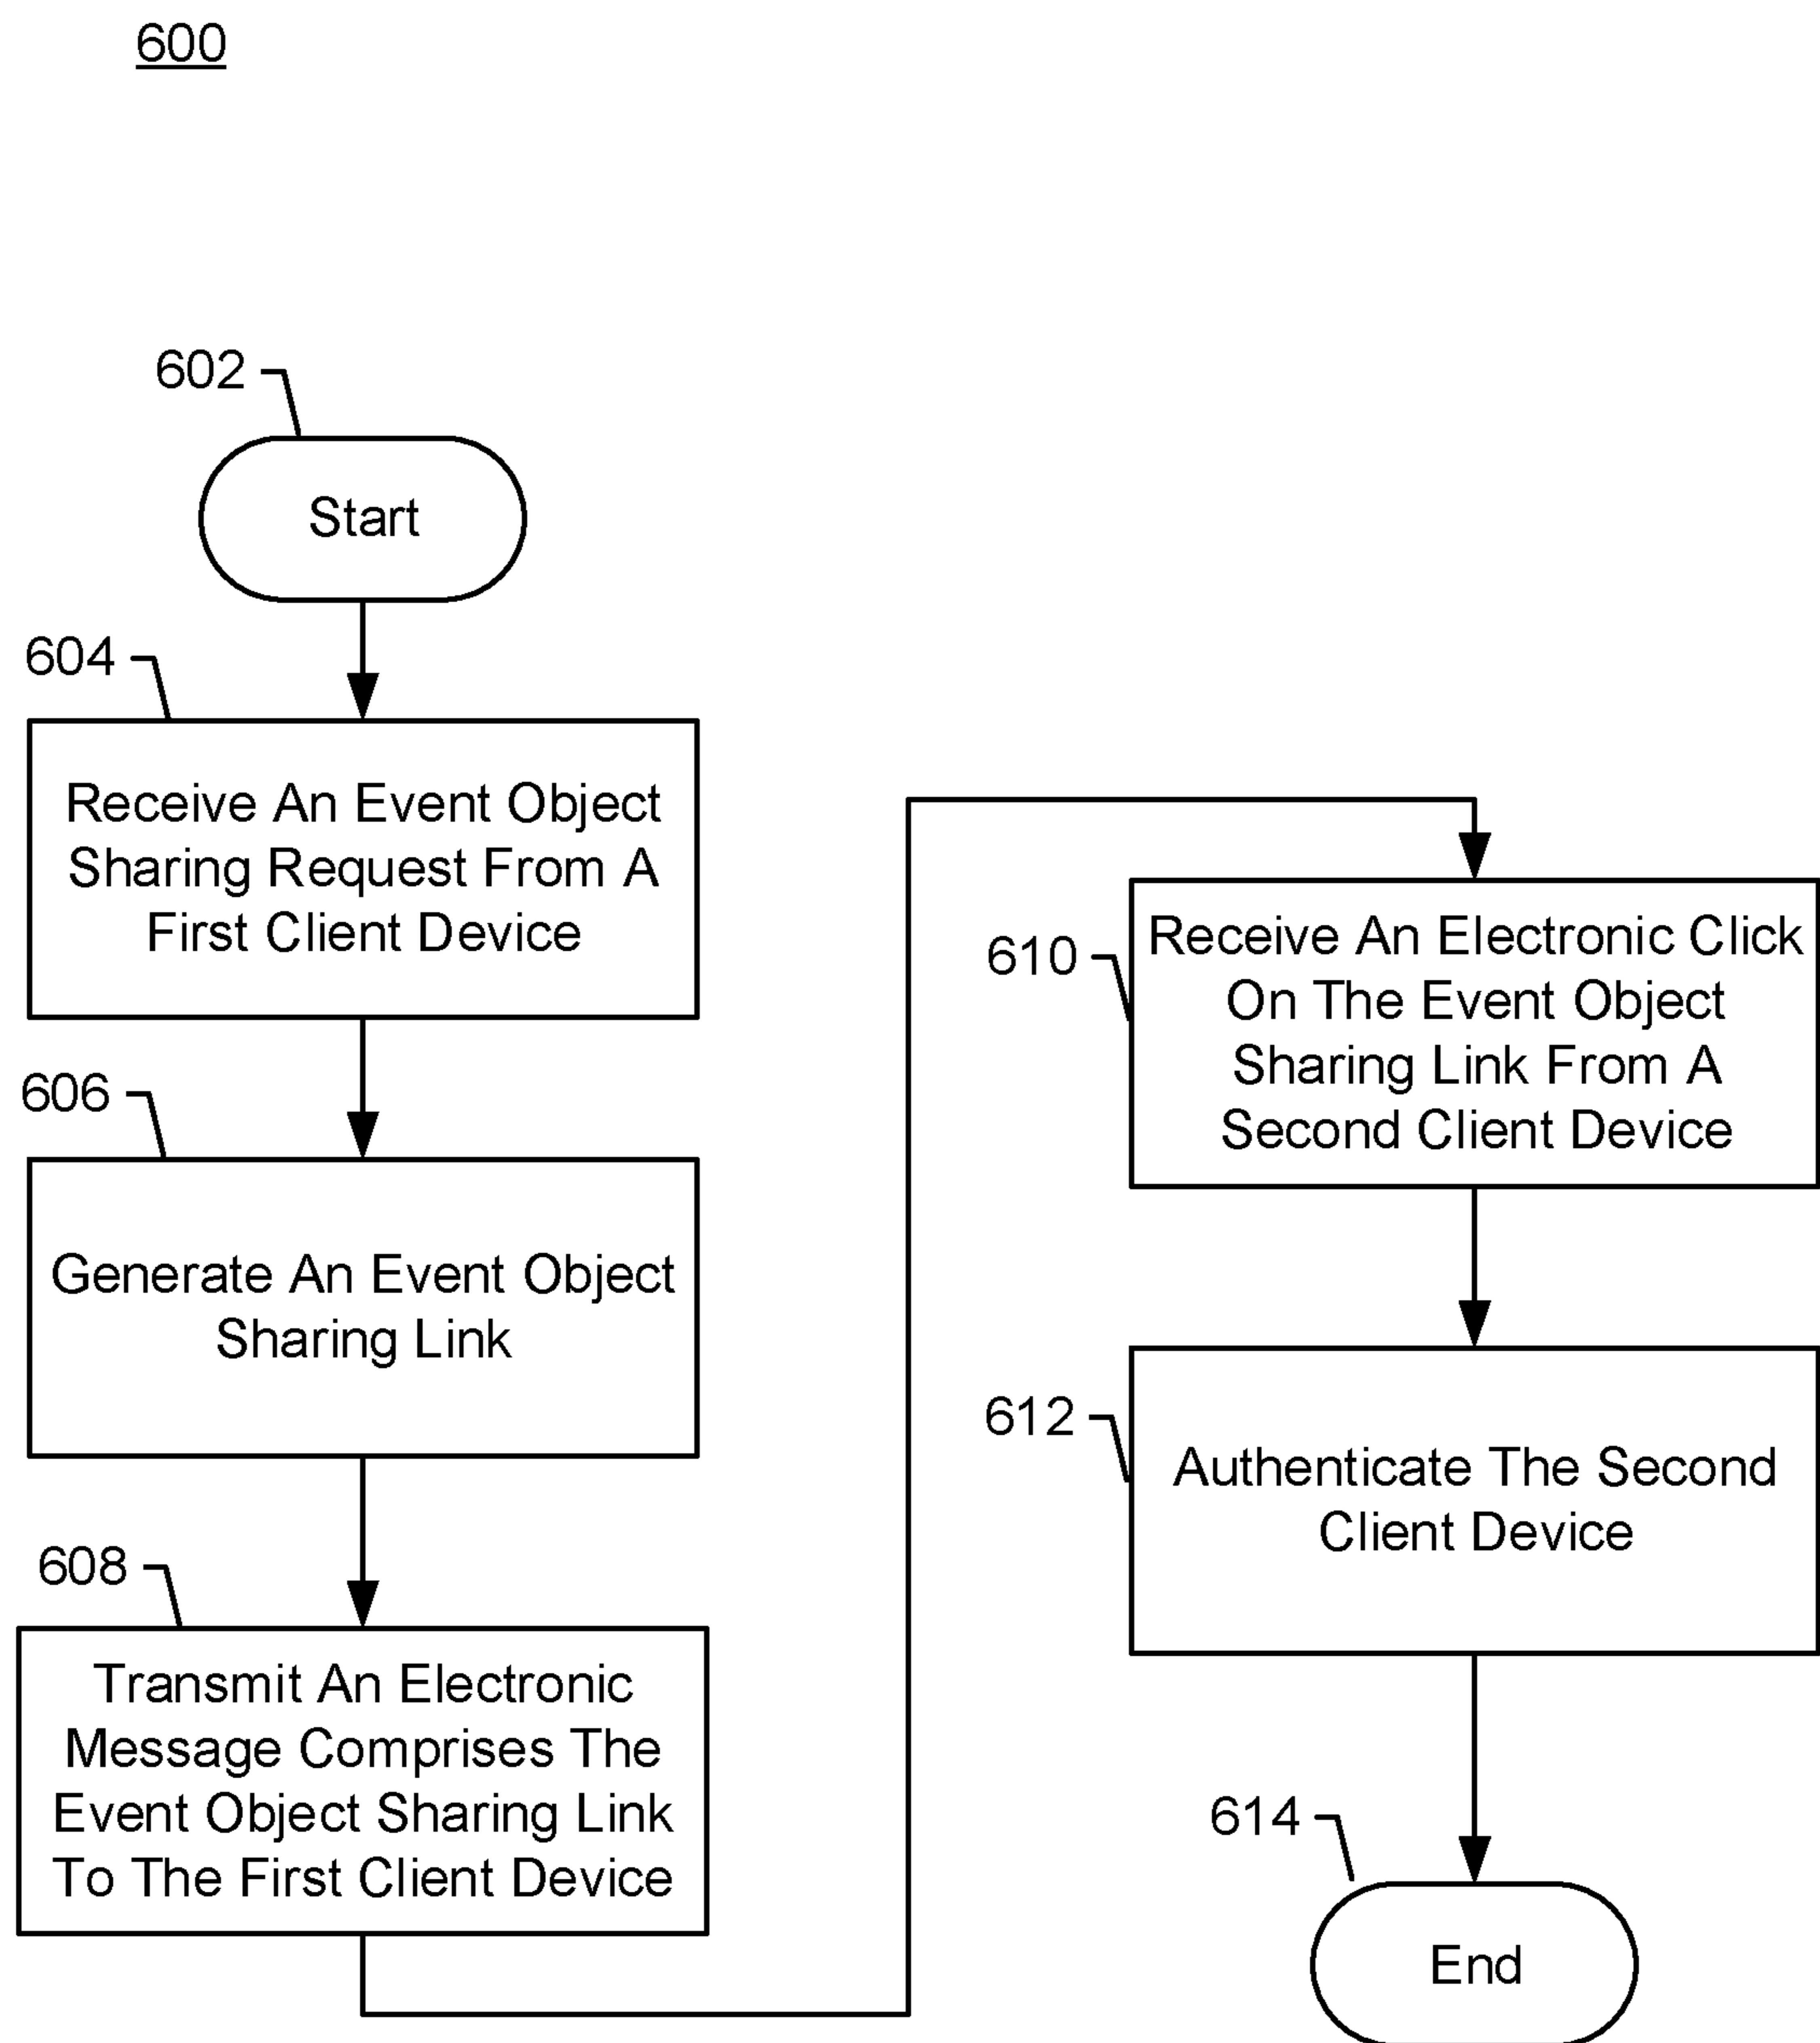 600
602
Start
604
Receive An Event Object
Sharing Request From A
First Client Device
606
Generate An Event Object
Sharing Link
608
Transmit An Electronic
Message Comprises The
Event Object Sharing Link
To The First Client Device
610
Receive An Electronic Click
On The Event Object
Sharing Link From A
Second Client Device
612
Authenticate The Second
Client Device
614
End